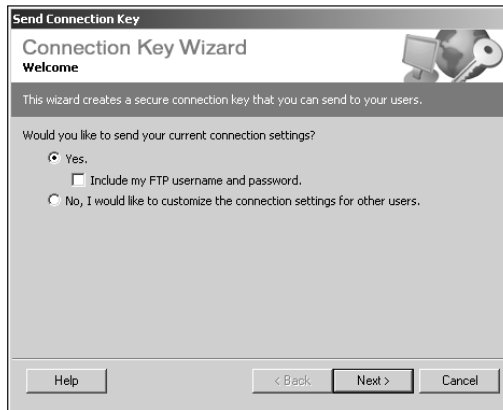 Send Connection Key
Connection Key Wizard
Welcome
This wizard creates a secure connection key that you can send to your users.
Would you like to send your current connection settings?
Yes.
Include my FTP username and password.
No, I would like to customize the connection settings for other users.
Help
< Back
Next >
Cancel